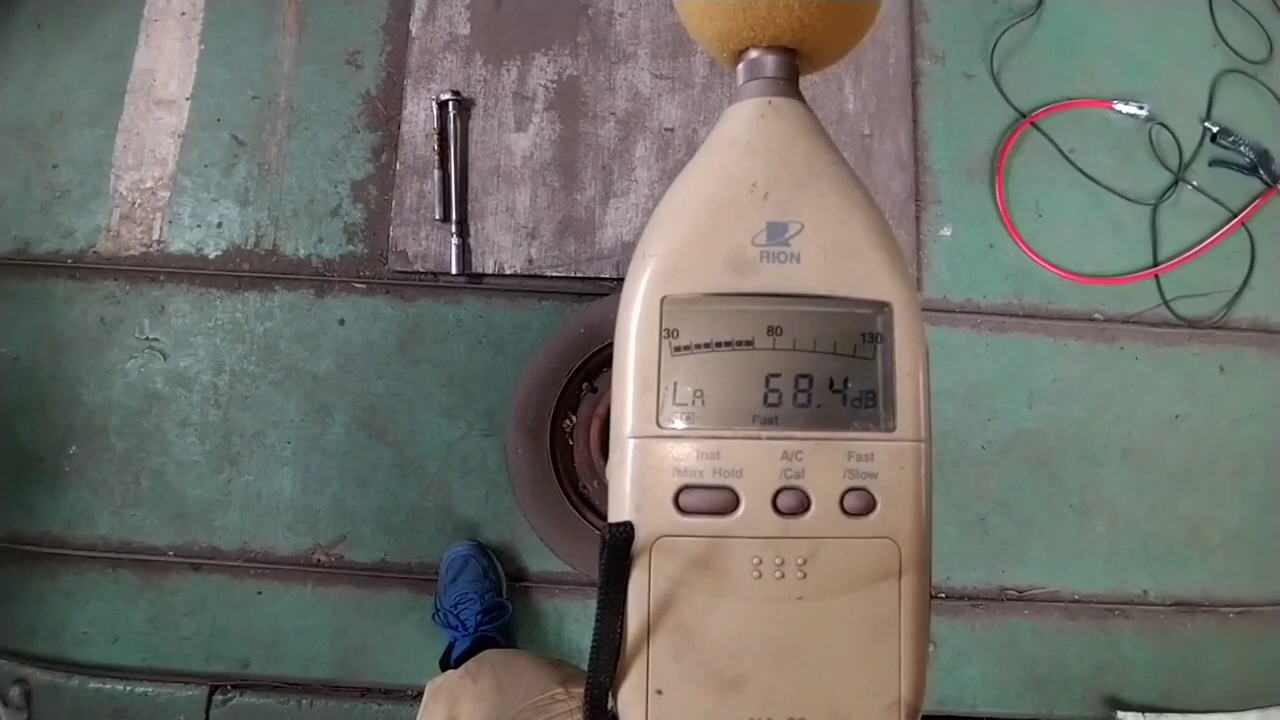 RION
30 80 130
LA 68.4dB
Fast
Inst A/C Fast
/Max Hold /Cal /Slow